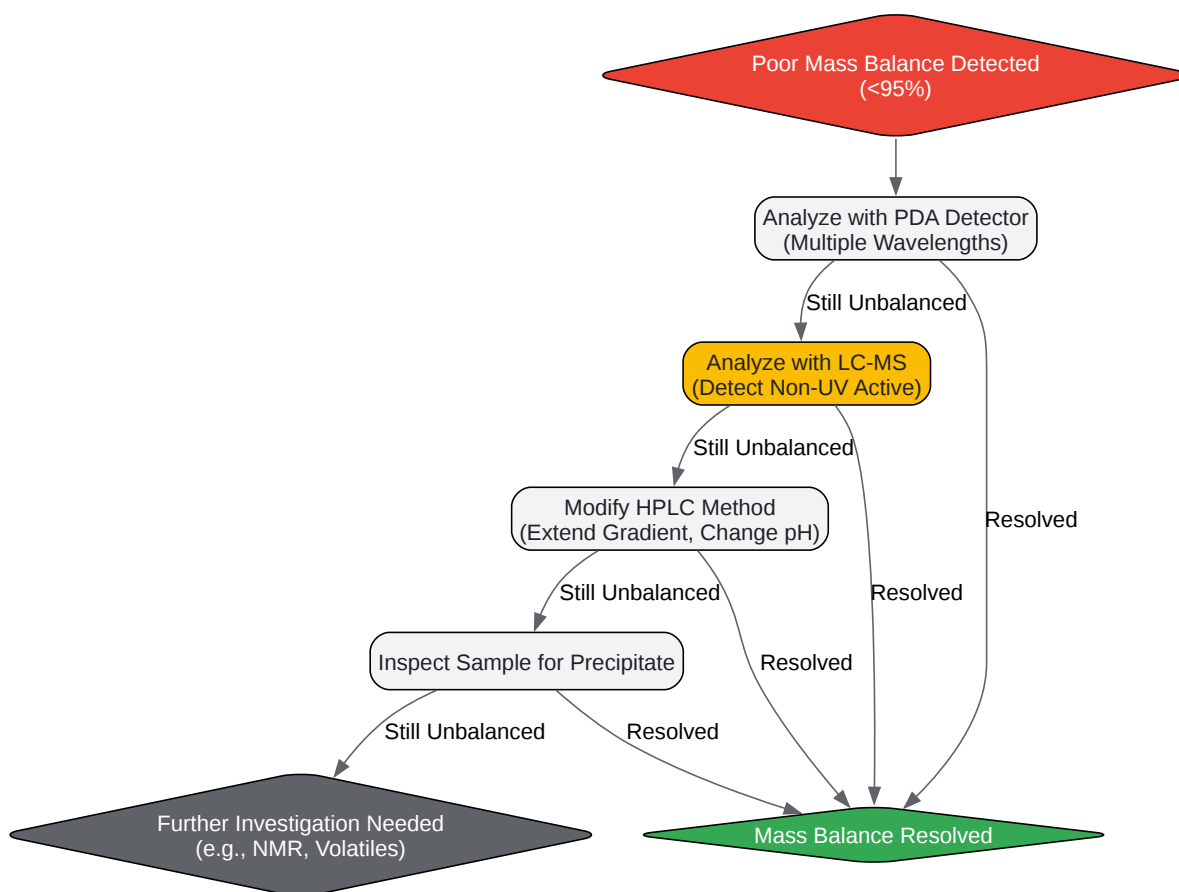 Poor Mass Balance Detected
(<95%)
Analyze with PDA Detector
(Multiple Wavelengths)
Still Unbalanced
Analyze with LC-MS
(Detect Non-UV Active)
Still Unbalanced
Modify HPLC Method
(Extend Gradient, Change pH)
Resolved
Still Unbalanced
Resolved
Inspect Sample for Precipitate
Resolved
Still Unbalanced
Resolved
Further Investigation Needed
(e.g., NMR, Volatiles)
Mass Balance Resolved